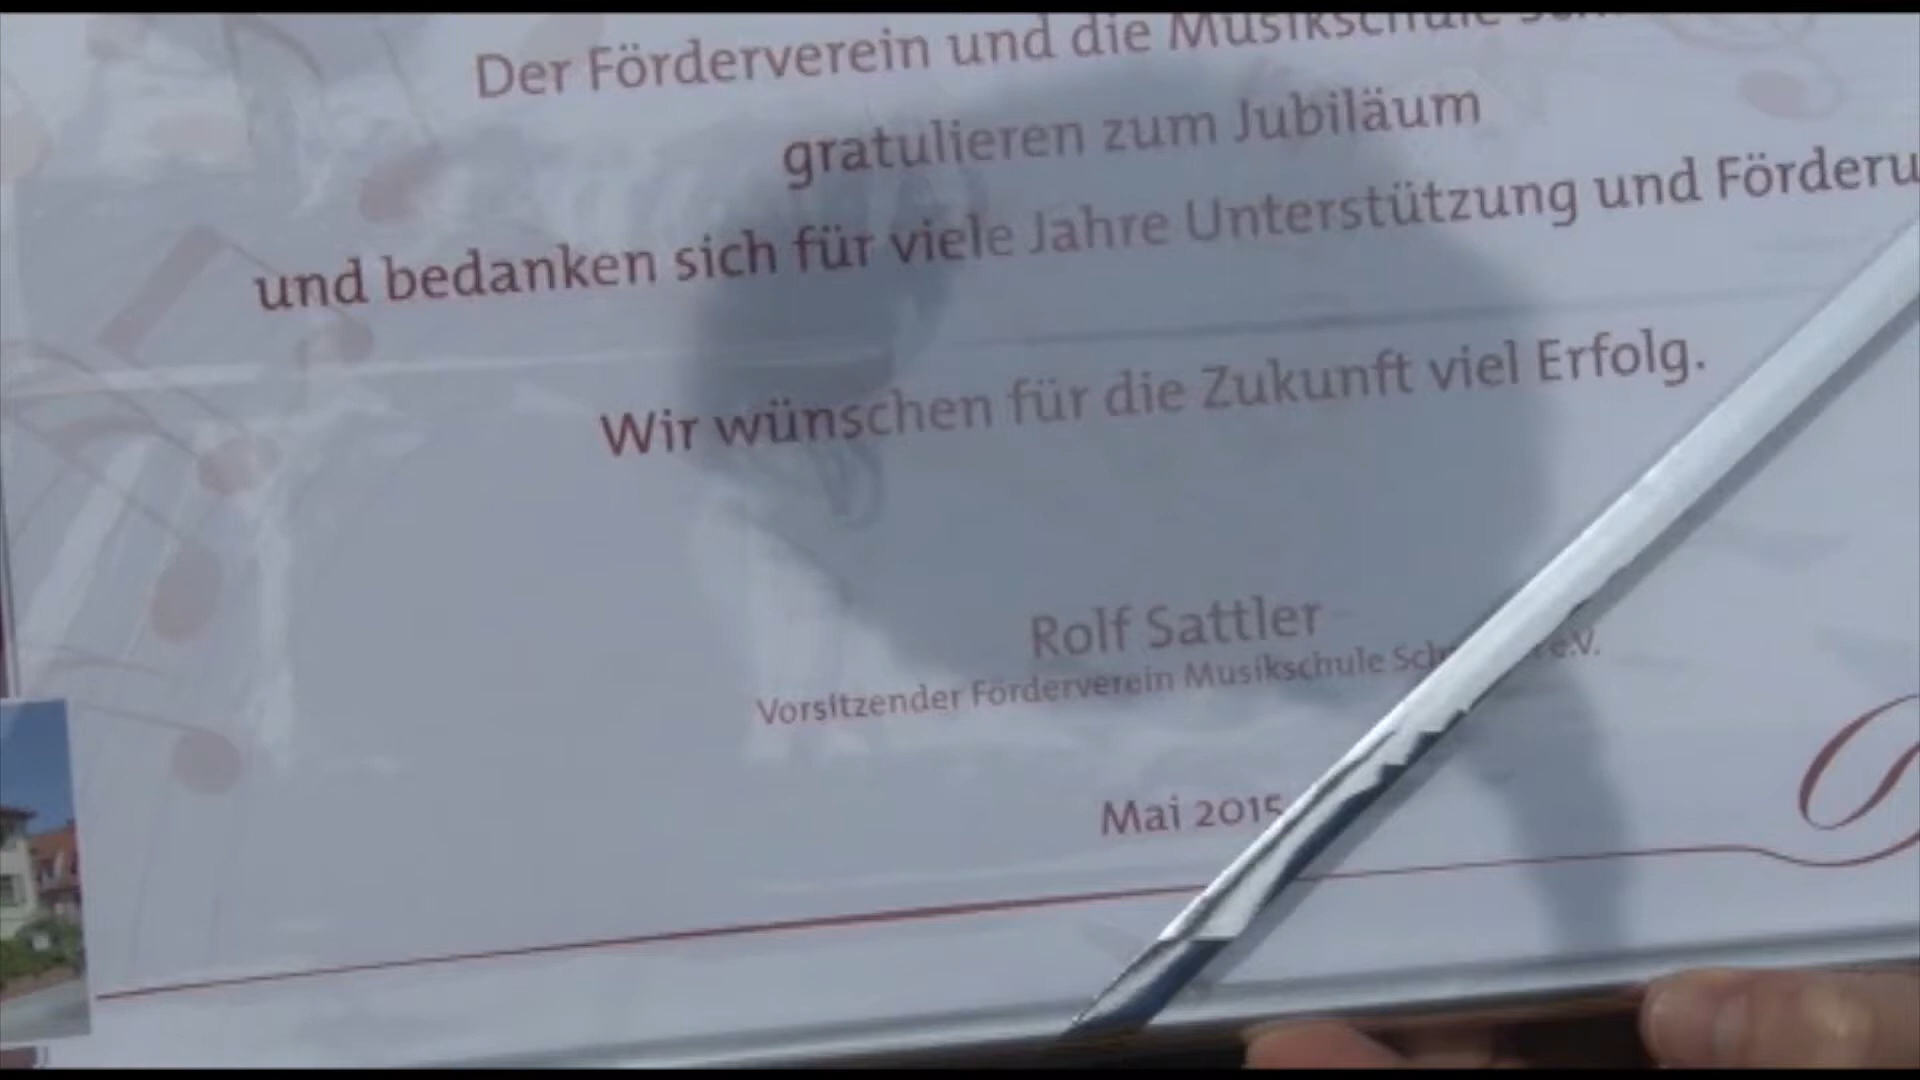 Der Förderverein und die Musikschule
gratulieren zum Jubiläum
und bedanken sich für viele Jahre Unterstützung und
Wir wünschen für die Zukunft viel Erfolg.
Rolf Sattler
Vorsitzender Förderverein Musikschule e.V.
Mai 2015